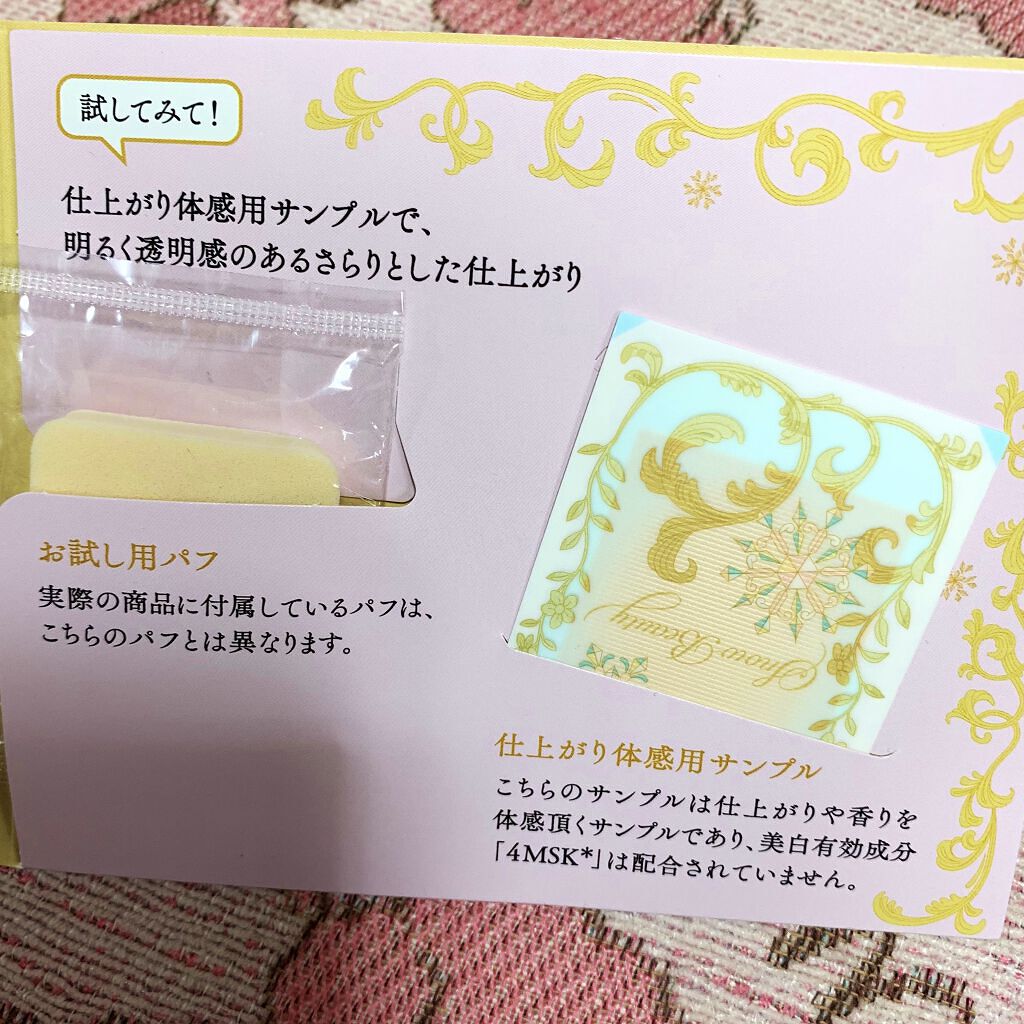 試してみて!
仕上がり体感用サンプルで、
明るく透明感のあるさらりとした仕上がり
お試し用パフ
実際の商品に付属しているパフは、
こちらのパフとは異なります。
Snow Beauty
仕上がり体感用サンプル
こちらのサンプルは仕上がりや香りを
体感頂くサンプルであり、美白有効成分
「4MSK*」は配合されていません。